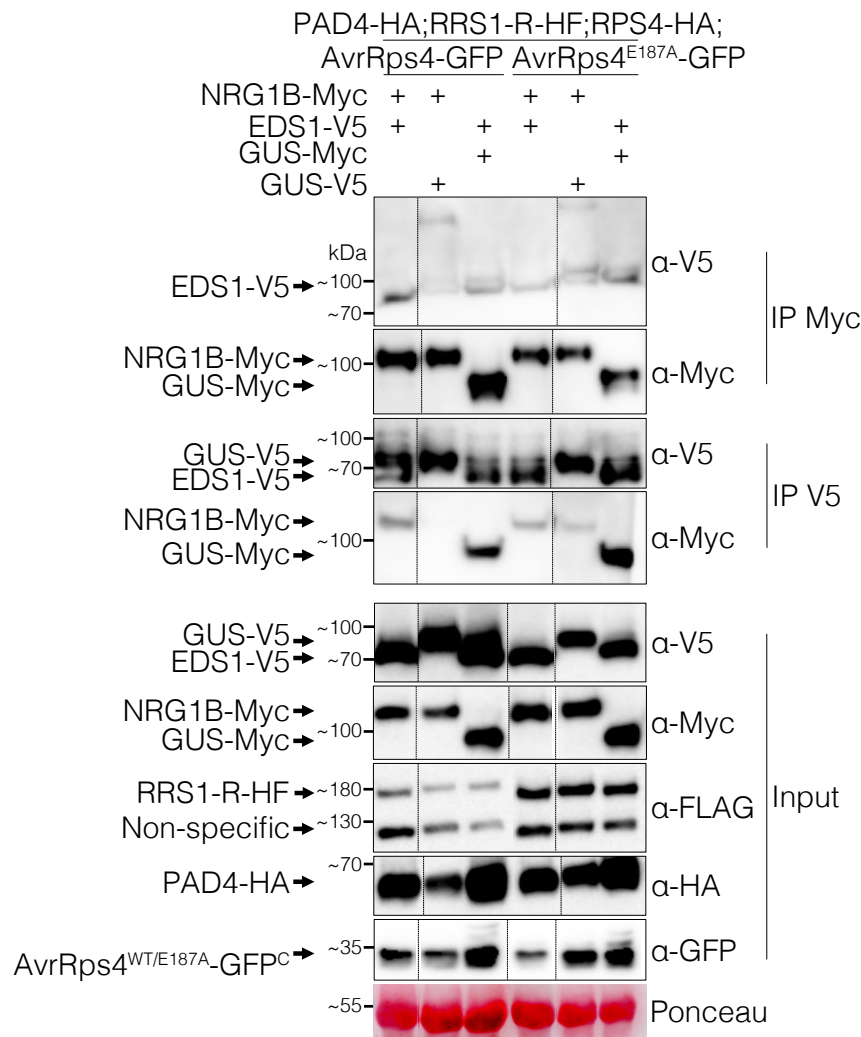 PAD4-HA;RRS1-R-HF;RPS4-HA;
AvrRps4-GFP AvrRps4E187A-GFP
NRG1B-Myc + + + +
EDS1-V5 + + + +
GUS-Myc + +
GUS-V5 + +
kDa
EDS1-V5 ~100 ~70 α-V5
IP Myc
NRG1B-Myc ~100 α-Myc
GUS-Myc
GUS-V5 ~100 α-V5
EDS1-V5 ~70
IP V5
NRG1B-Myc
GUS-Myc ~100 α-Myc
GUS-V5 ~100 α-V5
EDS1-V5 ~70
NRG1B-Myc
GUS-Myc ~100 α-Myc
RRS1-R-HF ~180 α-FLAG Input
Non-specific ~130
PAD4-HA ~70 α-HA
AvrRps4WT/E187A-GFPC ~35 α-GFP
~55 Ponceau